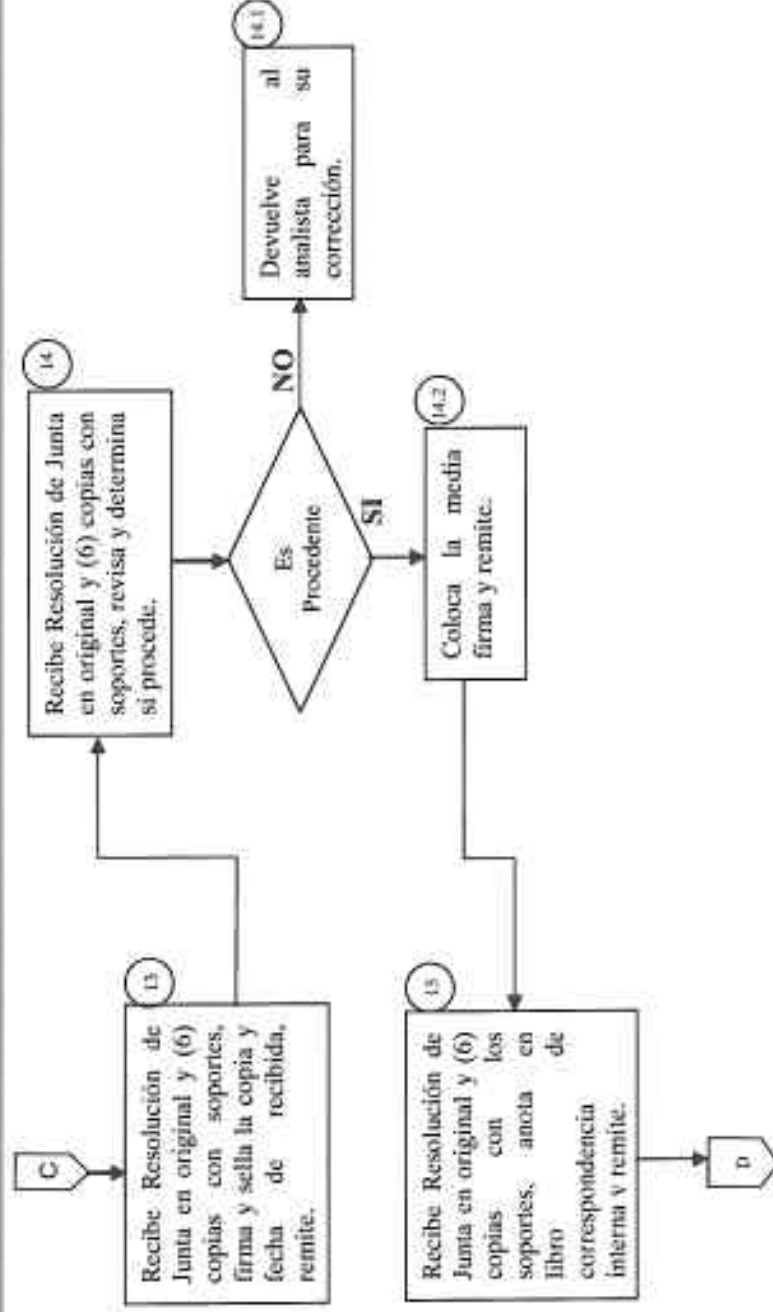 C
13
Recibe Resolución de
Junta en original y (6)
copias con soportes,
firma y sella la copia y
fecha de recibida,
remite.
14
Recibe Resolución de Junta
en original y (6) copias con
soportes, revisa y determina
si procede.
Es
Procedente
NO
14.1
Devuelve al
analista para su
corrección.
SI
14.2
Coloca la media
firma y remite.
15
Recibe Resolución de
Junta en original y (6)
copias con los
soportes, anota en
libro de
correspondencia
interna y remite.
D